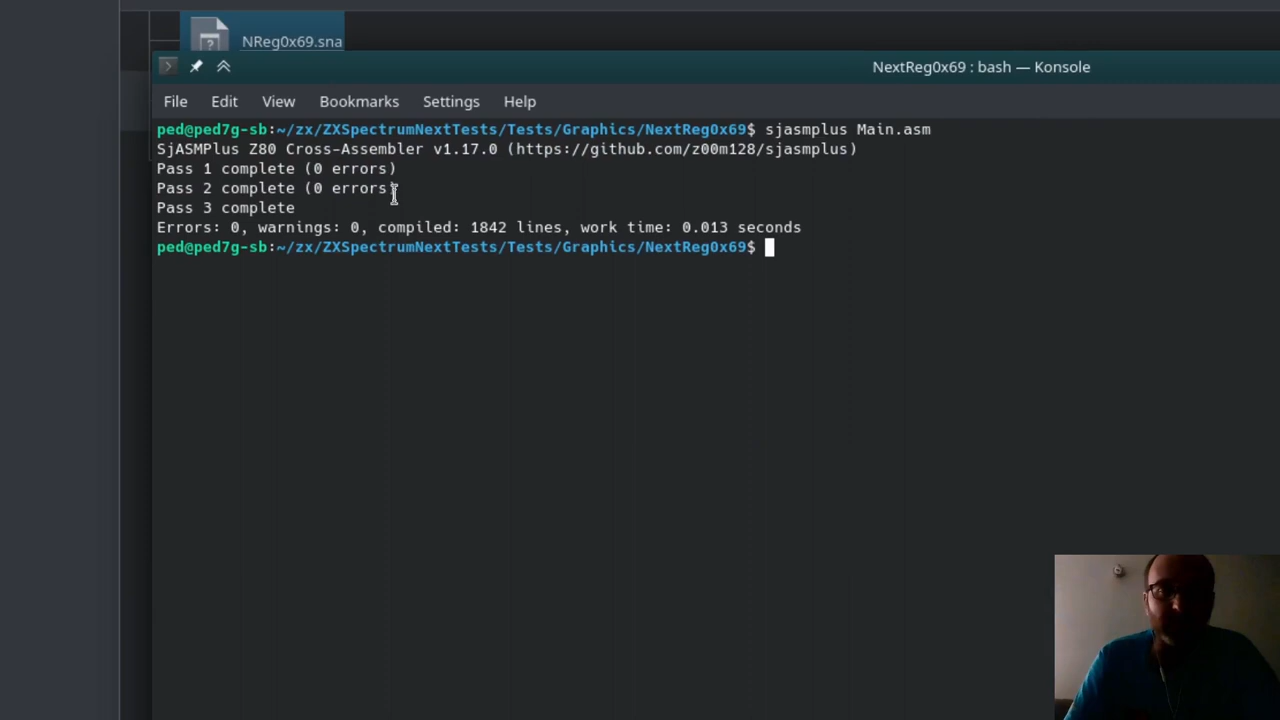 NReg0x69.sna
NextReg0x69 : bash — Konsole
File Edit View Bookmarks Settings Help
ped@ped7g-sb:~/zx/ZXSpectrumNextTests/Tests/Graphics/NextReg0x69$ sjasmplus Main.asm
SjASMPlus Z80 Cross-Assembler v1.17.0 (https://github.com/z00m128/sjasmplus)
Pass 1 complete (0 errors)
Pass 2 complete (0 errors)
Pass 3 complete
Errors: 0, warnings: 0, compiled: 1842 lines, work time: 0.013 seconds
ped@ped7g-sb:~/zx/ZXSpectrumNextTests/Tests/Graphics/NextReg0x69$